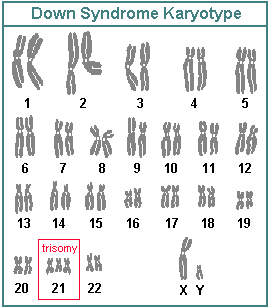 Down Syndrome Karyotype
1 2 3 4 5
6 7 8 9 10 11 12
13 14 15 16 17 18 19
trisomy
20 21 22 X Y